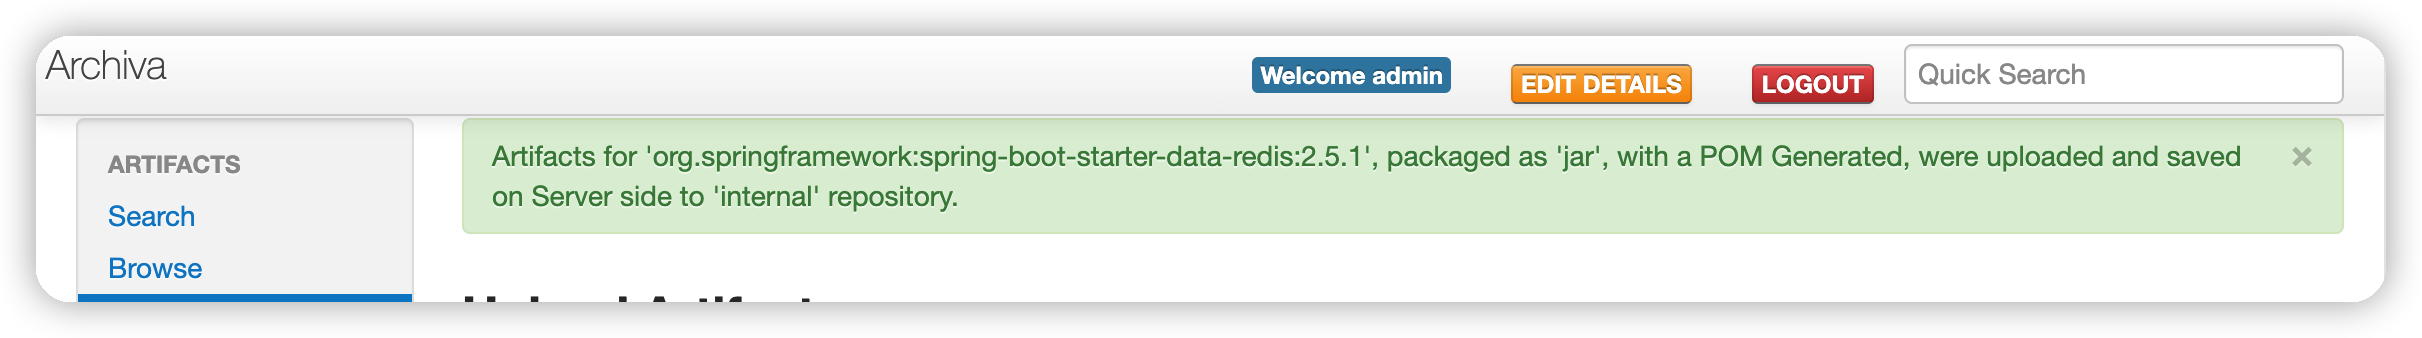 Archiva
Welcome admin
EDIT DETAILS
LOGOUT
Quick Search
Artifacts for 'org.springframework:spring-boot-starter-data-redis:2.5.1', packaged as 'jar', with a POM Generated, were uploaded and saved
on Server side to 'internal' repository.
×
ARTIFACTS
Search
Browse